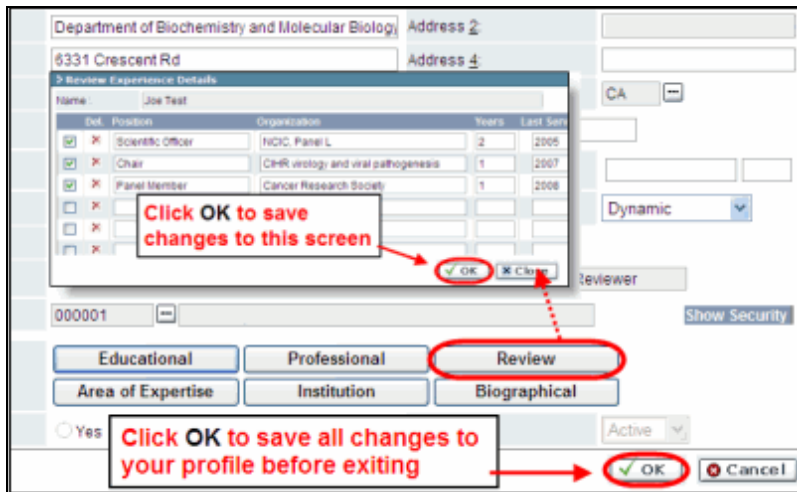 Department of Biochemistry and Molecular Biology Address 2:
6331 Crescent Rd Address 4:
> Review Experience Details
Name : Joe Test
CA
Del. Position Organization Years Last Serv
Scientific Officer NCIC, Panel L 2 2005
Chair CIHR virology and viral pathogenesis 1 2007
Panel Member Cancer Research Society 1 2008
Dynamic
Click OK to save
changes to this screen
OK Close
Reviewer
000001 Show Security
Educational Professional Review
Area of Expertise Institution Biographical
Yes Active
Click OK to save all changes to
your profile before exiting
OK Cancel